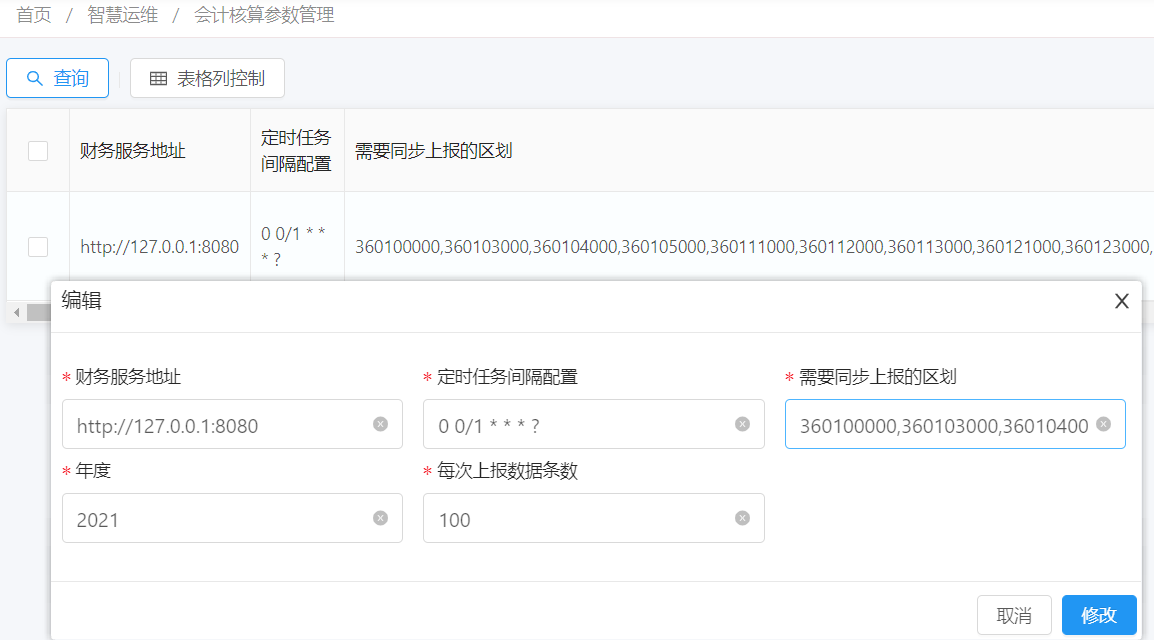 首页 / 智慧运维 / 会计核算参数管理
查询 表格列控制
财务服务地址 定时任务间隔配置 需要同步上报的区划
http://127.0.0.1:8080 0 0/1 * * * ? 360100000,360103000,360104000,360105000,360111000,360112000,360113000,360121000,360123000,
编辑
* 财务服务地址 * 定时任务间隔配置 * 需要同步上报的区划
http://127.0.0.1:8080 0 0/1 * * * ? 360100000,360103000,36010400
* 年度 * 每次上报数据条数
2021 100
取消 修改